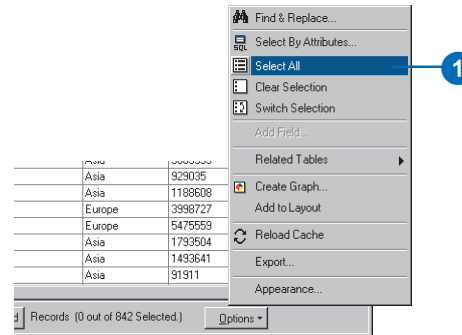 Find & Replace...
SQL Select By Attributes...
Select All
1
Clear Selection
Switch Selection
Add Field...
Related Tables
Create Graph...
Add to Layout
Reload Cache
Export...
Appearance...
Asia
Asia 929035
Asia 1188608
Europe 3998727
Europe 5475559
Asia 1793504
Asia 1493641
Asia 91911
Records (0 out of 842 Selected.) Options